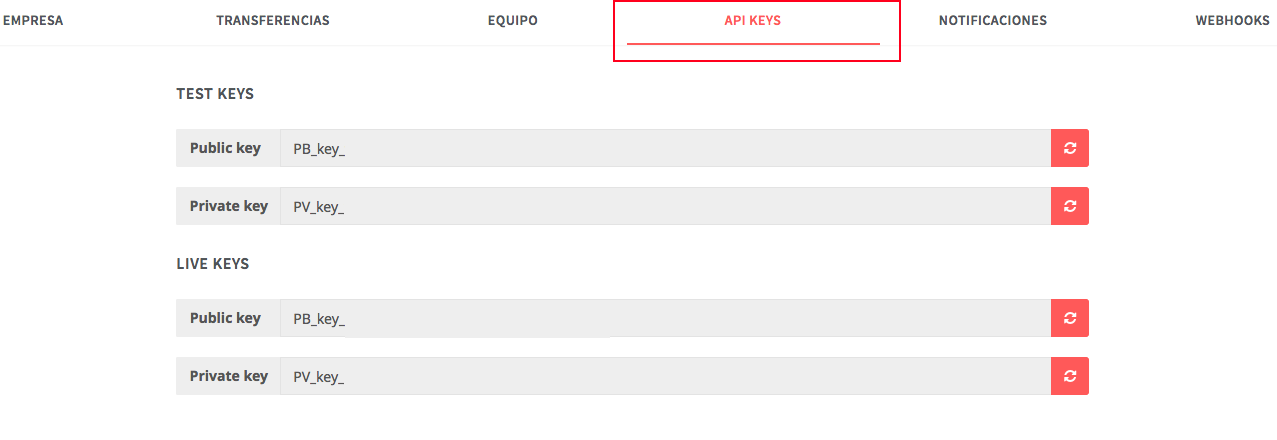 EMPRESA TRANSFERENCIAS EQUIPO API KEYS NOTIFICACIONES WEBHOOKS
TEST KEYS
Public key PB_key_
Private key PV_key_
LIVE KEYS
Public key PB_key_
Private key PV_key_